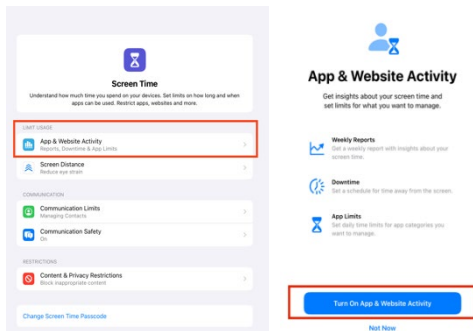 Screen Time
Understand how much time you spend on your devices. Set limits on how long and when
apps can be used. Restrict apps, websites and more.
LIMIT USAGE
App & Website Activity
Reports, Downtime & App Limits
Screen Distance
Reduce eye strain
COMMUNICATION
Communication Limits
Managing Contacts
Communication Safety
On
RESTRICTIONS
Content & Privacy Restrictions
Block inappropriate content
Change Screen Time Passcode
App & Website Activity
Get insights about your screen time and
set limits for what you want to manage.
Weekly Reports
Get a weekly report with insights about your
screen time.
Downtime
Set a schedule for time away from the screen.
App Limits
Set daily time limits for app categories you
want to manage.
Turn On App & Website Activity
Not Now